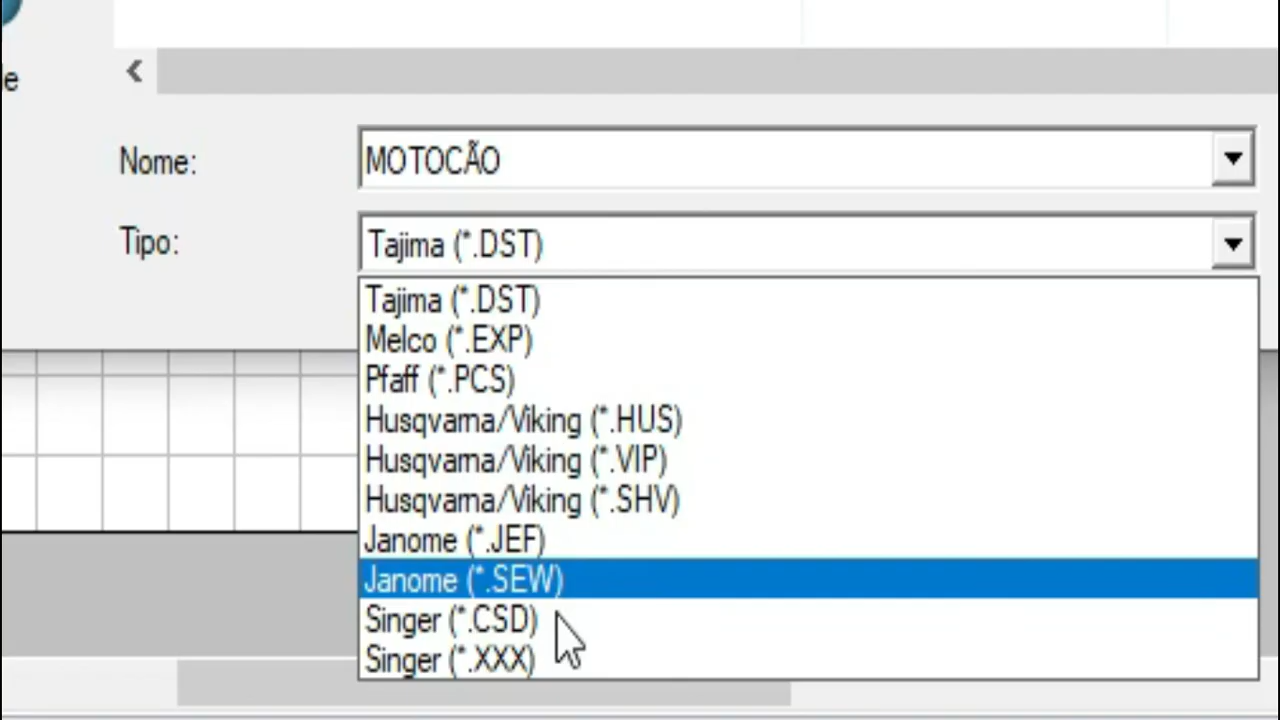 le
Nome:
MOTOCÃO
Tipo:
Tajima (*.DST)
Tajima (*.DST)
Melco (*.EXP)
Pfaff (*.PCS)
Husqvarna/Viking (*.HUS)
Husqvarna/Viking (*.VIP)
Husqvarna/Viking (*.SHV)
Janome (*.JEF)
Janome (*.SEW)
Singer (*.CSD)
Singer (*.XXX)